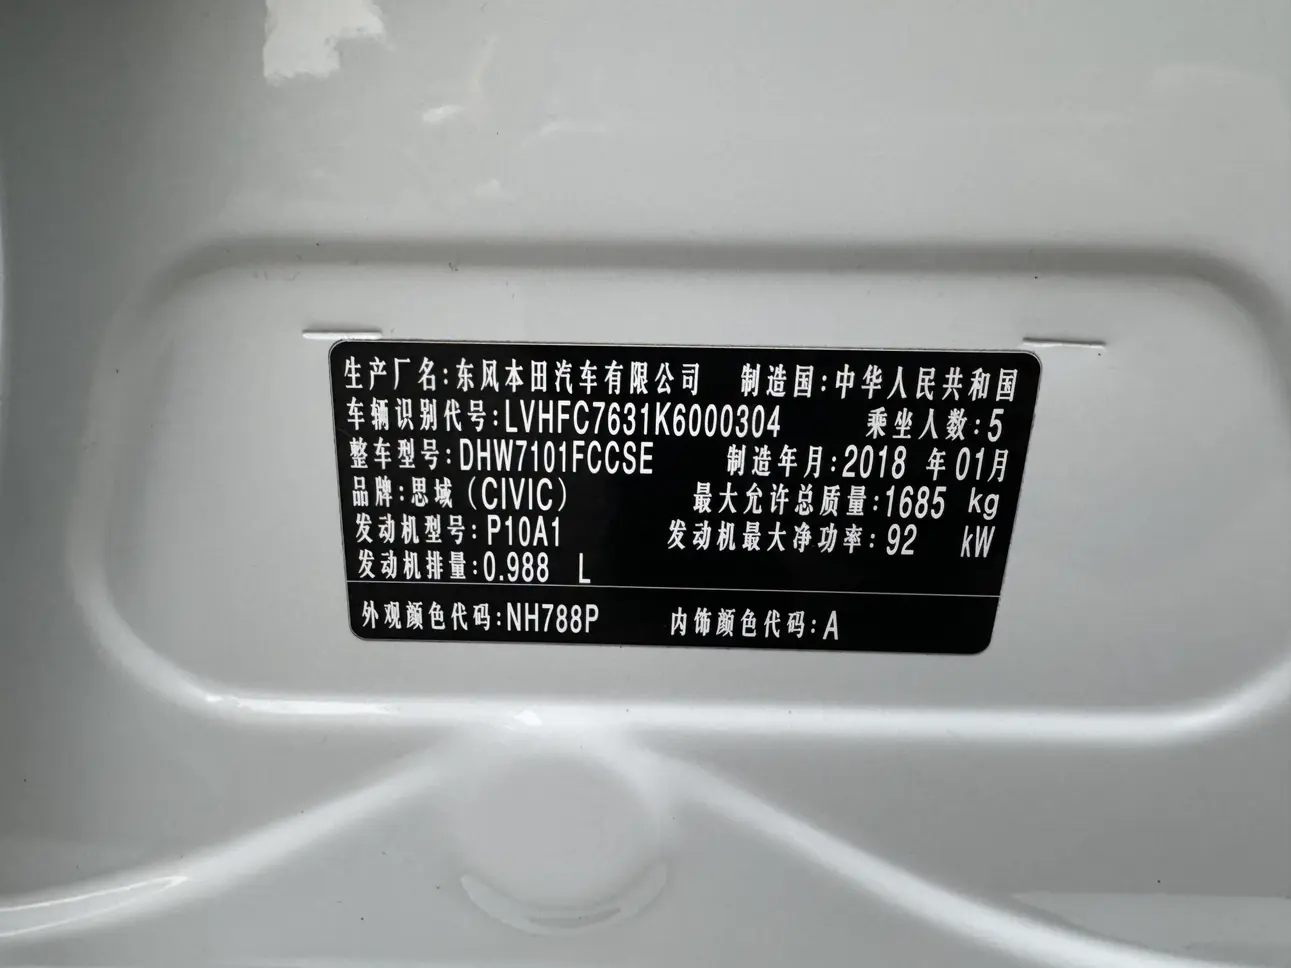 生产厂名:东风本田汽车有限公司 制造国:中华人民共和国
车辆识别代号:LVHFC7631K6000304 乘坐人数:5
整车型号:DHW7101FCCSE 制造年月:2018 年 01月
品牌:思域(CIVIC) 最大允许总质量:1685 kg
发动机型号:P10A1 发动机最大净功率:92 kW
发动机排量:0.988 L
外观颜色代码:NH788P 内饰颜色代码:A